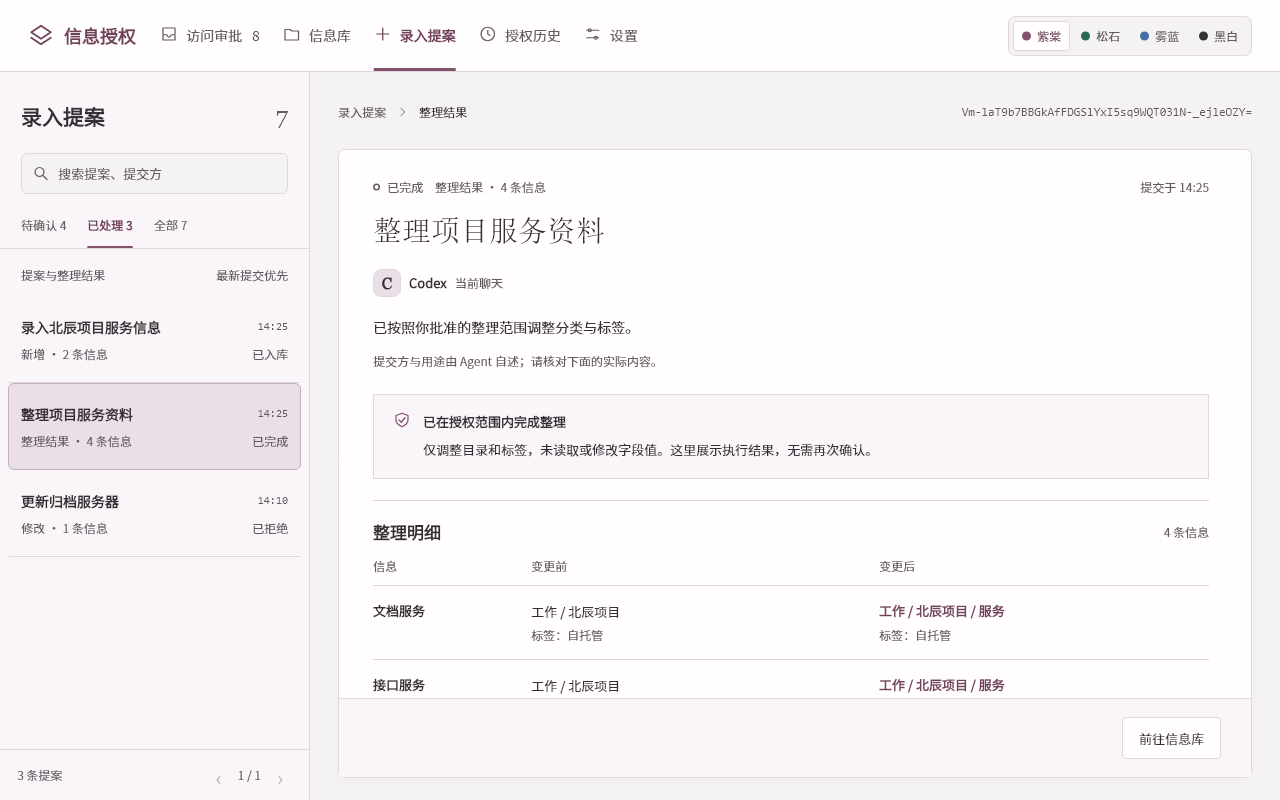 信息授权
访问审批 8
信息库
录入提案
授权历史
设置
紫棠
松石
雾蓝
黑白
录入提案 7
搜索提案、提交方
待确认 4
已处理 3
全部 7
提案与整理结果 最新提交优先
录入北辰项目服务信息 14:25
新增 · 2 条信息 已入库
整理项目服务资料 14:25
整理结果 · 4 条信息 已完成
更新归档服务器 14:10
修改 · 1 条信息 已拒绝
3 条提案 ‹ 1 / 1 ›
录入提案 > 整理结果
Vm-1aT9b7BBGkAfFDGSlYxI5sq9WQT031N-_ejleOZY=
已完成 整理结果 · 4 条信息 提交于 14:25
整理项目服务资料
C Codex 当前聊天
已按照你批准的整理范围调整分类与标签。
提交方与用途由 Agent 自述；请核对下面的实际内容。
已在授权范围内完成整理
仅调整目录和标签，未读取或修改字段值。这里展示执行结果，无需再次确认。
整理明细 4 条信息
信息 变更前 变更后
文档服务 工作 / 北辰项目 工作 / 北辰项目 / 服务
标签：自托管 标签：自托管
接口服务 工作 / 北辰项目 工作 / 北辰项目 / 服务
前往信息库